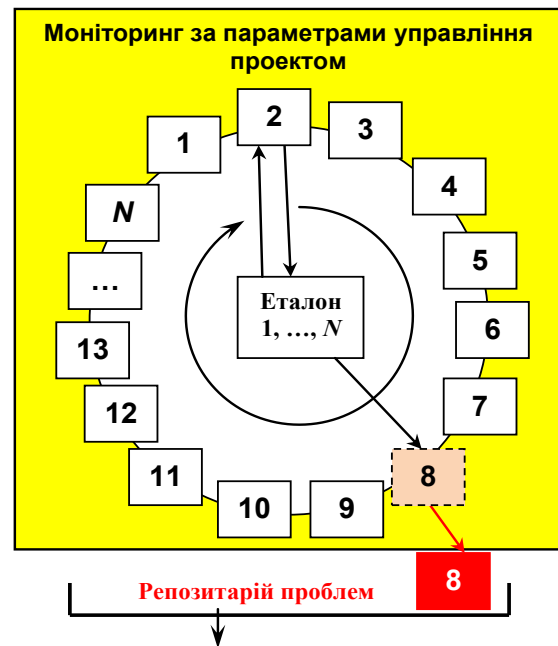 Моніторинг за параметрами управління
проектом
1
2
3
4
5
6
7
8
9
10
11
12
13
...
N
Еталон
1, ..., N
8
Репозитарій проблем